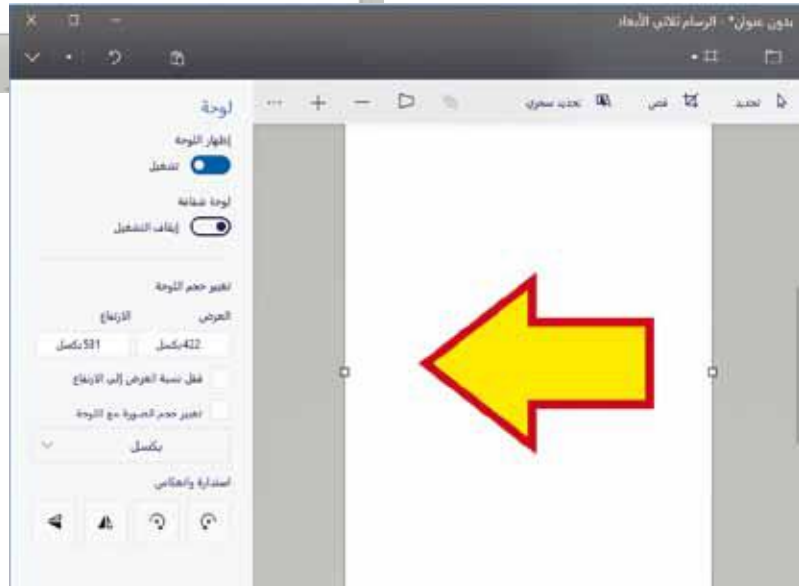 بدون عنوان* - الرسام ثلاثي الأبعاد
تحديد
قص
تحديد سحري
لوحة
إظهار اللوحة
تشغيل
لوحة شفافة
إيقاف التشغيل
تغيير حجم اللوحة
العرض الارتفاع
422بكسل 531بكسل
قفل نسبة العرض إلى الارتفاع
تغيير حجم الصورة مع اللوحة
بكسل
استدارة وانعكاس